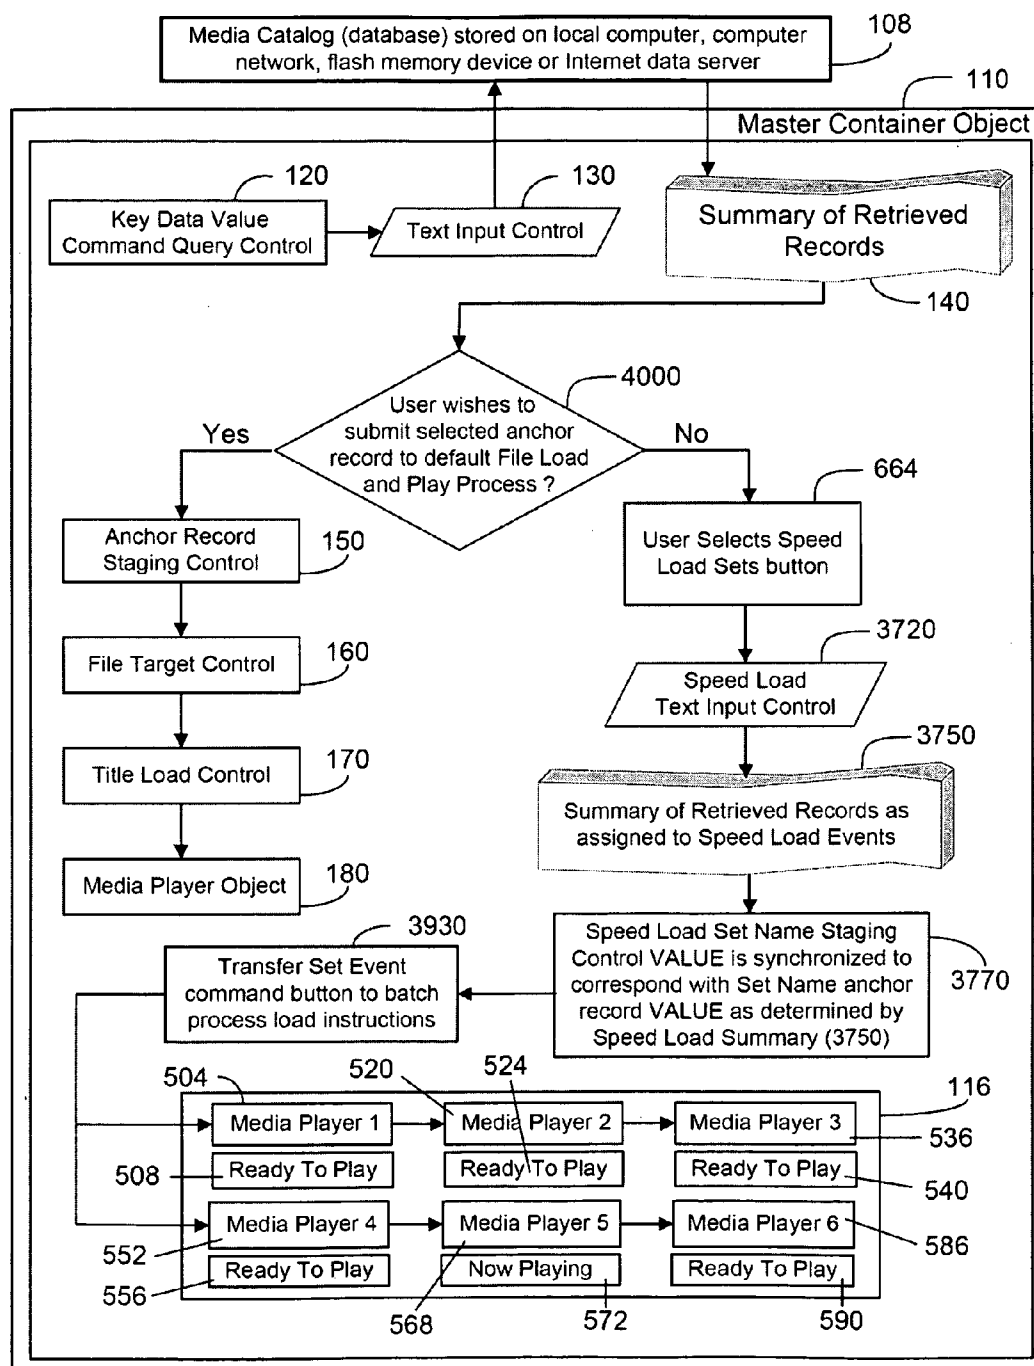 Media Catalog (database) stored on local computer, computer
network, flash memory device or Internet data server
108
110
Master Container Object
120
Key Data Value
Command Query Control
130
Text Input Control
Summary of Retrieved
Records
140
4000
User wishes to
submit selected anchor
record to default File Load
and Play Process ?
Yes
No
664
User Selects Speed
Load Sets button
Anchor Record
Staging Control
150
3720
Speed Load
Text Input Control
File Target Control
160
3750
Summary of Retrieved Records as
assigned to Speed Load Events
Title Load Control
170
Media Player Object
180
3930
Transfer Set Event
command button to batch
process load instructions
Speed Load Set Name Staging
Control VALUE is synchronized to
correspond with Set Name anchor
record VALUE as determined by
Speed Load Summary (3750)
3770
504
520
524
116
Media Player 1
Media Player 2
Media Player 3
536
508
Ready To Play
Ready To Play
Ready To Play
540
Media Player 4
Media Player 5
Media Player 6
552
586
Ready To Play
Now Playing
Ready To Play
556
568
572
590